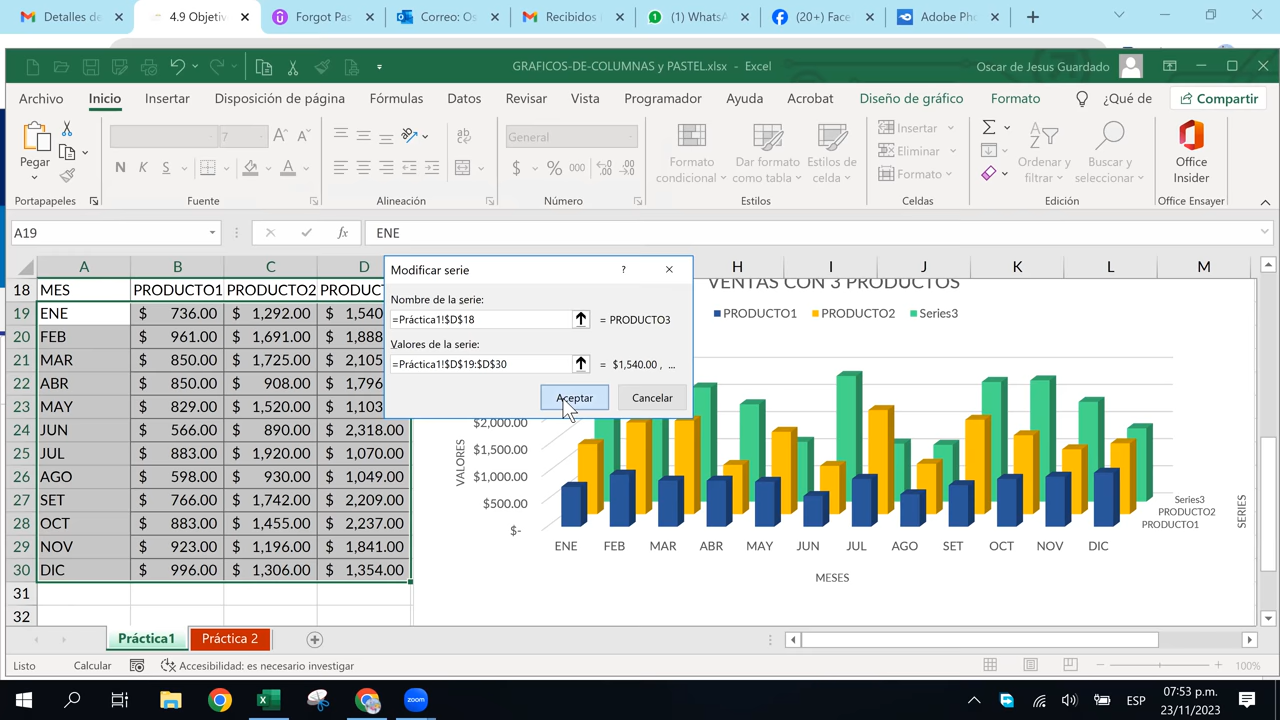 Detalles de
4.9 Objetiv
Forgot Pas
Correo: Os
Recibidos
(1) WhatsA
(20+) Face
Adobe Pho
GRAFICOS-DE-COLUMNAS y PASTEL.xlsx - Excel
Oscar de Jesus Guardado
Archivo Inicio Insertar Disposición de página Fórmulas Datos Revisar Vista Programador Ayuda Acrobat Diseño de gráfico Formato ¿Qué de Compartir
Pegar
7
N K S
General
$ % 000
Formato condicional
Dar formato como tabla
Estilos de celda
Insertar
Eliminar
Formato
Ordenar y filtrar
Buscar y seleccionar
Office Insider
Portapapeles Fuente Alineación Número Estilos Celdas Edición Office Ensayer
A19 fx ENE
A B C D H I J K L M
18 MES PRODUCTO1 PRODUCTO2 PRODUCT
19 ENE $ 736.00 $ 1,292.00 $ 1,540
20 FEB $ 961.00 $ 1,691.00 $ 1,888
21 MAR $ 850.00 $ 1,725.00 $ 2,105
22 ABR $ 850.00 $ 908.00 $ 1,796
23 MAY $ 829.00 $ 1,520.00 $ 1,103
24 JUN $ 566.00 $ 890.00 $ 2,318.00
25 JUL $ 883.00 $ 1,920.00 $ 1,070.00
26 AGO $ 598.00 $ 930.00 $ 1,049.00
27 SET $ 766.00 $ 1,742.00 $ 2,209.00
28 OCT $ 883.00 $ 1,455.00 $ 2,237.00
29 NOV $ 923.00 $ 1,196.00 $ 1,841.00
30 DIC $ 996.00 $ 1,306.00 $ 1,354.00
31
32
Modificar serie
?
Nombre de la serie:
=Práctica1!$D$18 = PRODUCTO3
Valores de la serie:
=Práctica1!$D$19:$D$30 = $1,540.00 , ...
Aceptar Cancelar
VENTAS CON 3 PRODUCTOS
PRODUCTO1 PRODUCTO2 Series3
VALORES
$2,000.00
$1,500.00
$1,000.00
$500.00
$-
ENE FEB MAR ABR MAY JUN JUL AGO SET OCT NOV DIC
MESES
Series3
PRODUCTO2
PRODUCTO1
SERIES
Práctica1 Práctica 2
Listo Calcular Accesibilidad: es necesario investigar
100%
zoom
ESP
07:53 p.m.
23/11/2023